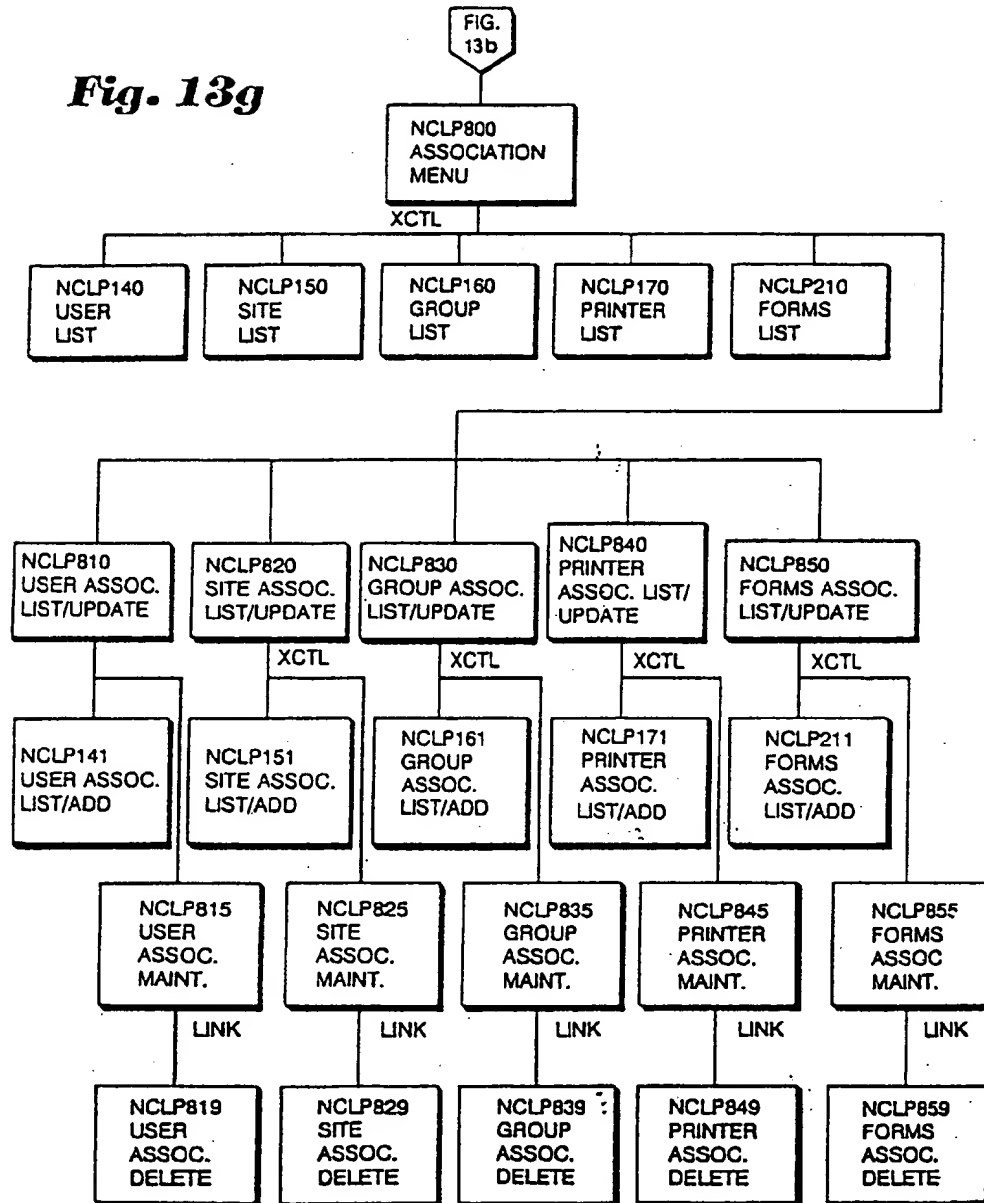 FIG.
13b
Fig. 13g
NCLP800
ASSOCIATION
MENU
XCTL
NCLP140
USER
LIST
NCLP150
SITE
LIST
NCLP160
GROUP
LIST
NCLP170
PRINTER
LIST
NCLP210
FORMS
LIST
NCLP810
USER ASSOC.
LIST/UPDATE
NCLP820
SITE ASSOC.
LIST/UPDATE
NCLP830
GROUP ASSOC.
LIST/UPDATE
NCLP840
PRINTER
ASSOC. LIST/
UPDATE
NCLP850
FORMS ASSOC.
LIST/UPDATE
XCTL
XCTL
XCTL
XCTL
NCLP141
USER ASSOC.
LIST/ADD
NCLP151
SITE ASSOC.
LIST/ADD
NCLP161
GROUP
ASSOC.
LIST/ADD
NCLP171
PRINTER
ASSOC.
LIST/ADD
NCLP211
FORMS
ASSOC.
LIST/ADD
NCLP815
USER
ASSOC.
MAINT.
NCLP825
SITE
ASSOC.
MAINT.
NCLP835
GROUP
ASSOC.
MAINT.
NCLP845
PRINTER
ASSOC.
MAINT.
NCLP855
FORMS
ASSOC
MAINT.
LINK
LINK
LINK
LINK
LINK
NCLP819
USER
ASSOC.
DELETE
NCLP829
SITE
ASSOC.
DELETE
NCLP839
GROUP
ASSOC.
DELETE
NCLP849
PRINTER
ASSOC.
DELETE
NCLP859
FORMS
ASSOC.
DELETE